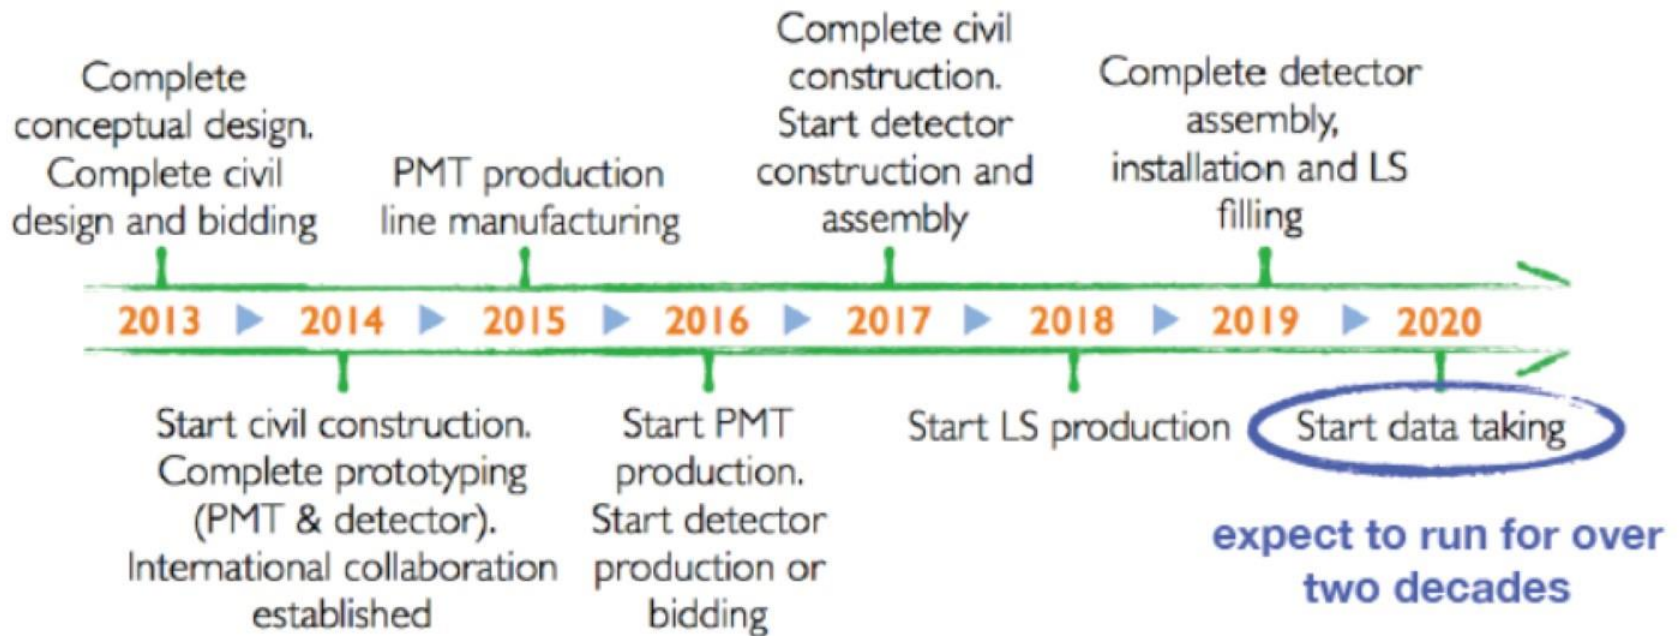 Complete
conceptual design.
Complete civil
design and bidding
PMT production
line manufacturing
Complete civil
construction.
Start detector
construction and
assembly
Complete detector
assembly,
installation and LS
filling
2013 2014 2015 2016 2017 2018 2019 2020
Start civil construction.
Complete prototyping
(PMT & detector).
International collaboration
established
Start PMT
production.
Start detector
production or
bidding
Start LS production
Start data taking
expect to run for over
two decades